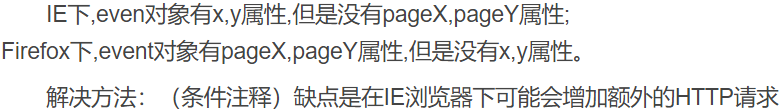 IE下,even对象有x,y属性,但是没有pageX,pageY属性;
Firefox下,event对象有pageX,pageY属性,但是没有x,y属性。
解决方法：（条件注释）缺点是在IE浏览器下可能会增加额外的HTTP请求